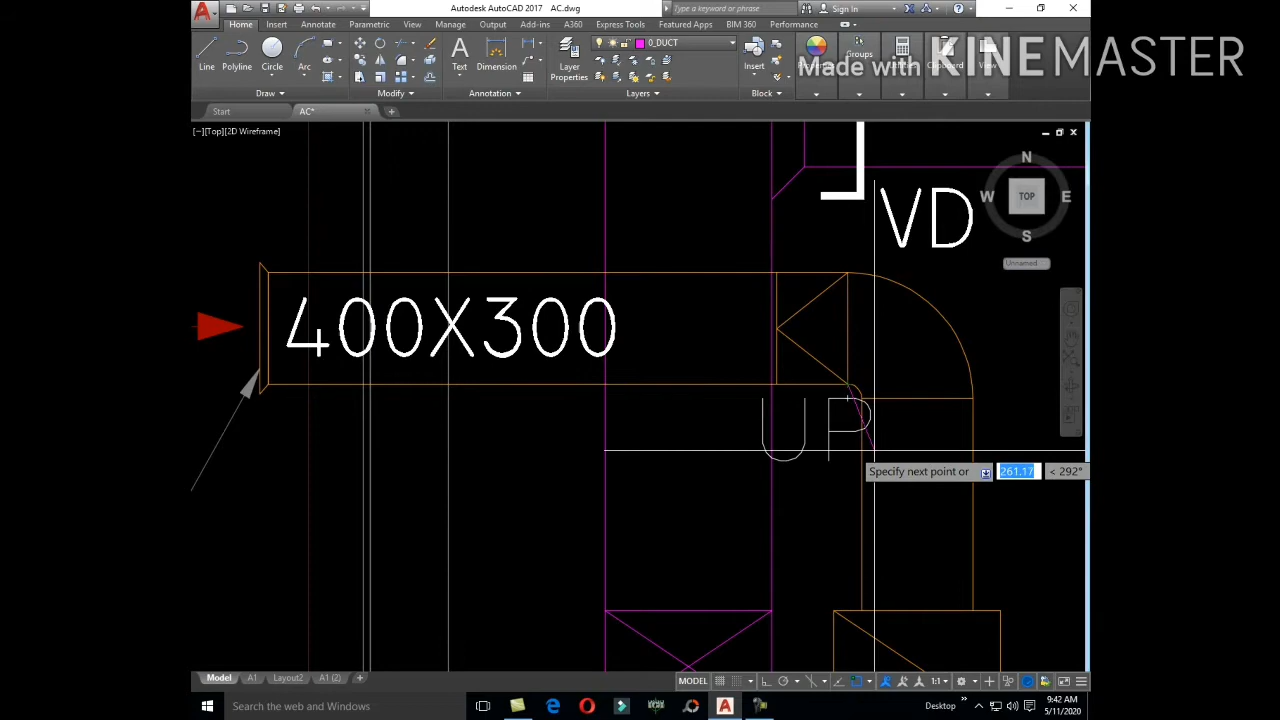 Autodesk AutoCAD 2017 AC.dwg
Type a keyword or phrase
Sign In
Home Insert Annotate Parametric View Manage Output Add-ins A360 Express Tools Featured Apps BIM 360 Performance
0_DUCT
Line Polyline Circle Arc
Text Dimension
Layer
Properties
Insert
Groups
Made with KINEMASTER
Draw Modify Annotation Layers Block
Start AC*
[−][Top][2D Wireframe]
N
W TOP E
S
Unnamed
VD
400X300
UP
Specify next point or 261.17 < 292°
Model A1 Layout2 A1 (2)
MODEL 1:1
Search the web and Windows
Desktop
9:42 AM
5/11/2020